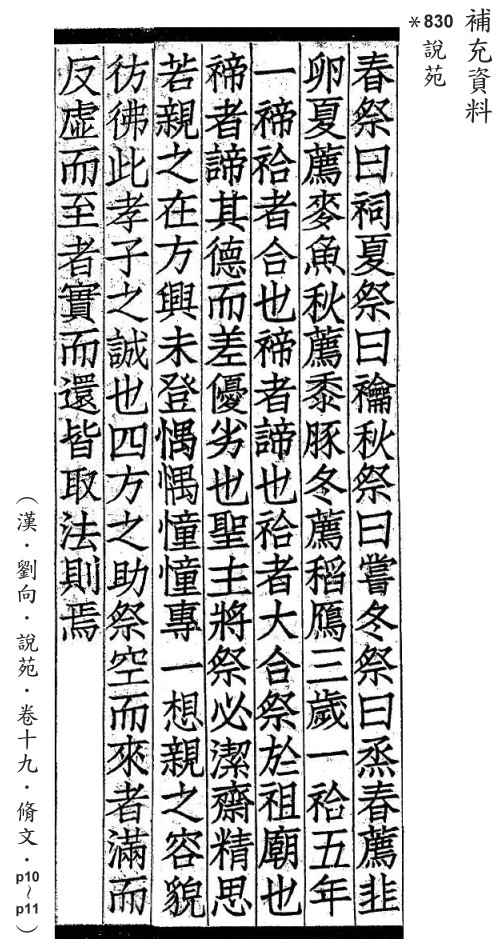 補充資料
*830 說苑
春祭曰祠夏祭曰禴秋祭曰嘗冬祭曰烝春薦韭
卵夏薦麥魚秋薦黍豚冬薦稻鴈三歲一祫五年
一禘祫者合也禘者諦也祫者大合祭於祖廟也
禘者諦其德而差優劣也聖主將祭必潔齋精思
若親之在方興未登㥥㥥憧憧專一想親之容貌
彷彿此孝子之誠也四方之助祭空而來者滿而
反虛而至者實而還皆取法則焉
(漢．劉向．說苑．卷十九．脩文．p10~p11)